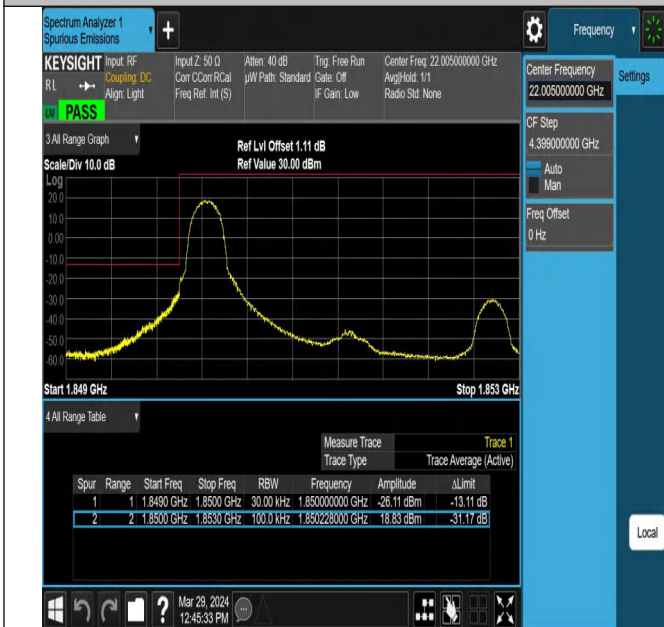 Spectrum Analyzer 1
Spurious Emissions
Frequency
KEYSIGHT Input: RF Input Z: 50 Ω Atten: 40 dB Trig: Free Run Center Freq: 22.005000000 GHz
RL Coupling: DC Corr CCorr RCal µW Path: Standard Gate: Off Avg|Hold: 1/1
Align: Light Freq Ref: Int (S) IF Gain: Low Radio Std: None
PASS
Center Frequency
22.005000000 GHz
Settings
CF Step
4.399000000 GHz
Auto
Man
Freq Offset
0 Hz
3 All Range Graph
Ref Lvl Offset 1.11 dB
Scale/Div 10.0 dB Ref Value 30.00 dBm
Log
20.0
10.0
0.00
-10.0
-20.0
-30.0
-40.0
-50.0
-60.0
Start 1.849 GHz Stop 1.853 GHz
4 All Range Table
Measure Trace Trace 1
Trace Type Trace Average (Active)
Spur Range Start Freq Stop Freq RBW Frequency Amplitude ΔLimit
1 1 1.8490 GHz 1.8500 GHz 30.00 kHz 1.850000000 GHz -26.11 dBm -13.11 dB
2 2 1.8500 GHz 1.8530 GHz 100.0 kHz 1.850228000 GHz 18.83 dBm -31.17 dB
Local
Mar 29, 2024
12:45:33 PM